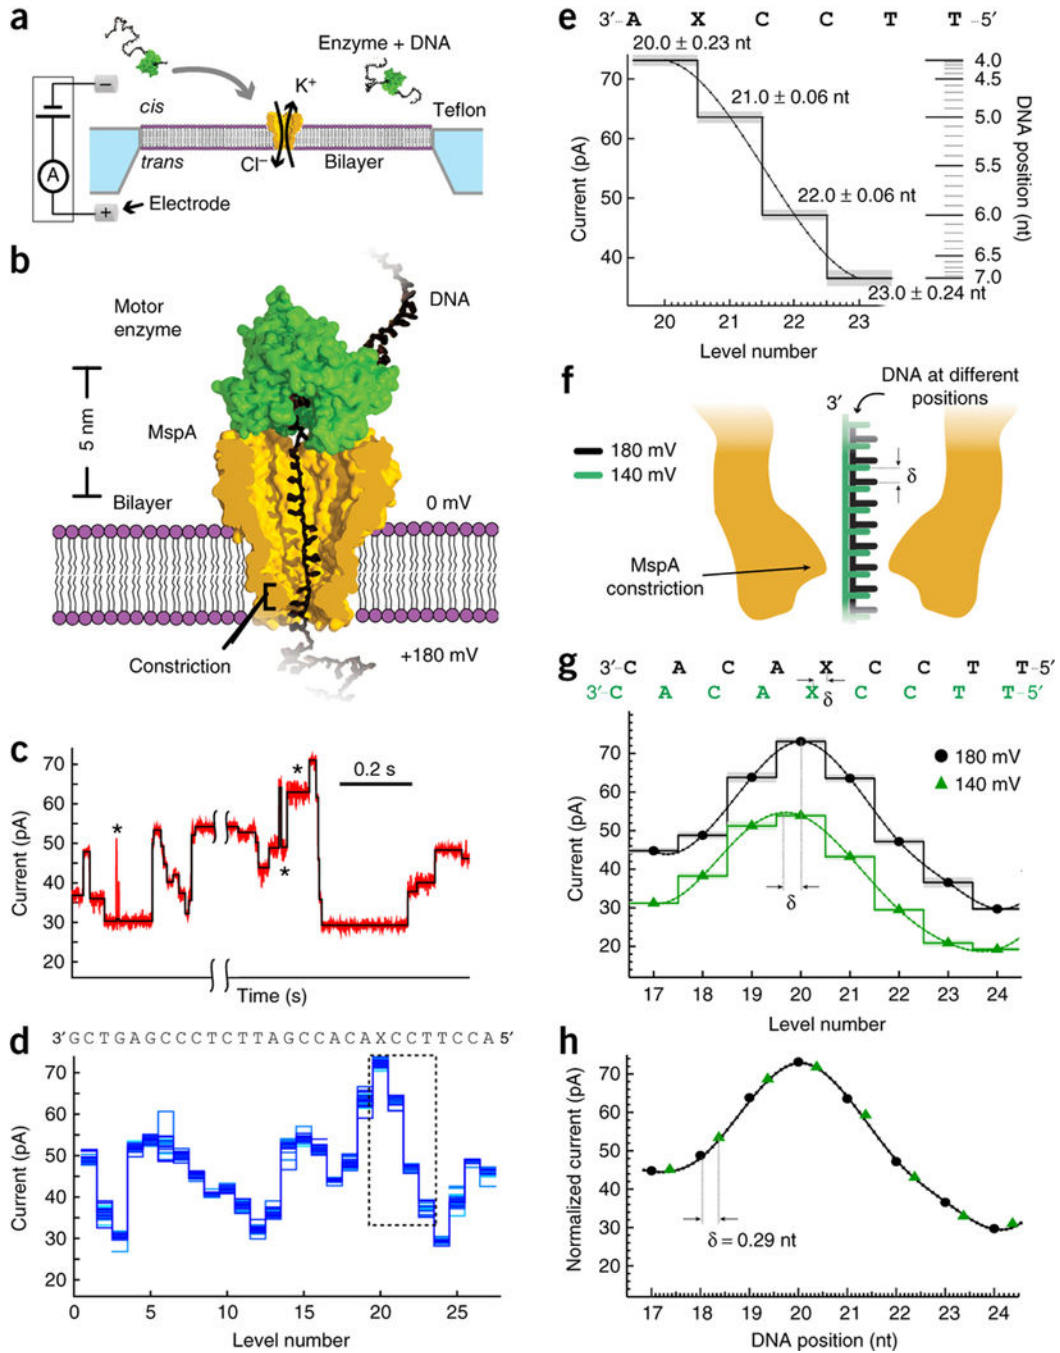 a
Enzyme + DNA
K⁺
Teflon
cis
trans
Cl⁻
Bilayer
A
−
+
Electrode
b
DNA
Motor
enzyme
5 nm
MspA
Bilayer
0 mV
Constriction
+180 mV
c
Current (pA)
70
60
50
40
30
20
*
*
*
0.2 s
Time (s)
d
3′ G C T G A G C C C T C T T A G C C A C A X C C T T C C A 5′
Current (pA)
70
60
50
40
30
20
0 5 10 15 20 25
Level number
e
3′ A X C C T T 5′
20.0 ± 0.23 nt
21.0 ± 0.06 nt
22.0 ± 0.06 nt
23.0 ± 0.24 nt
Current (pA)
70
60
50
40
20 21 22 23
Level number
4.0
4.5
5.0
5.5
6.0
6.5
7.0
DNA position (nt)
f
DNA at different
positions
3′
180 mV
140 mV
δ
MspA
constriction
g
3′-C A C A X C C T T-5′
3′-C A C A X C C T T-5′
δ
180 mV
140 mV
δ
Current (pA)
70
60
50
40
30
20
17 18 19 20 21 22 23 24
Level number
h
Normalized current (pA)
70
60
50
40
30
20
δ = 0.29 nt
17 18 19 20 21 22 23 24
DNA position (nt)